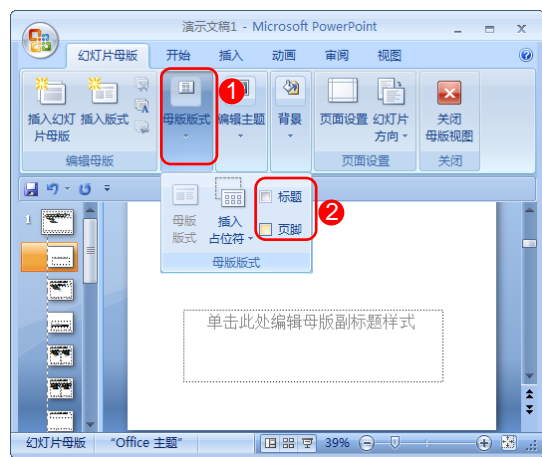 演示文稿1 - Microsoft PowerPoint
幻灯片母版 开始 插入 动画 审阅 视图
插入幻灯片母版 插入版式 母版版式 编辑主题 背景 页面设置 幻灯片方向 关闭母版视图
1
编辑母版 页面设置 关闭
母版版式 插入占位符 标题
页脚
2
母版版式
1
单击此处编辑母版副标题样式
幻灯片母版 "Office 主题" 39%